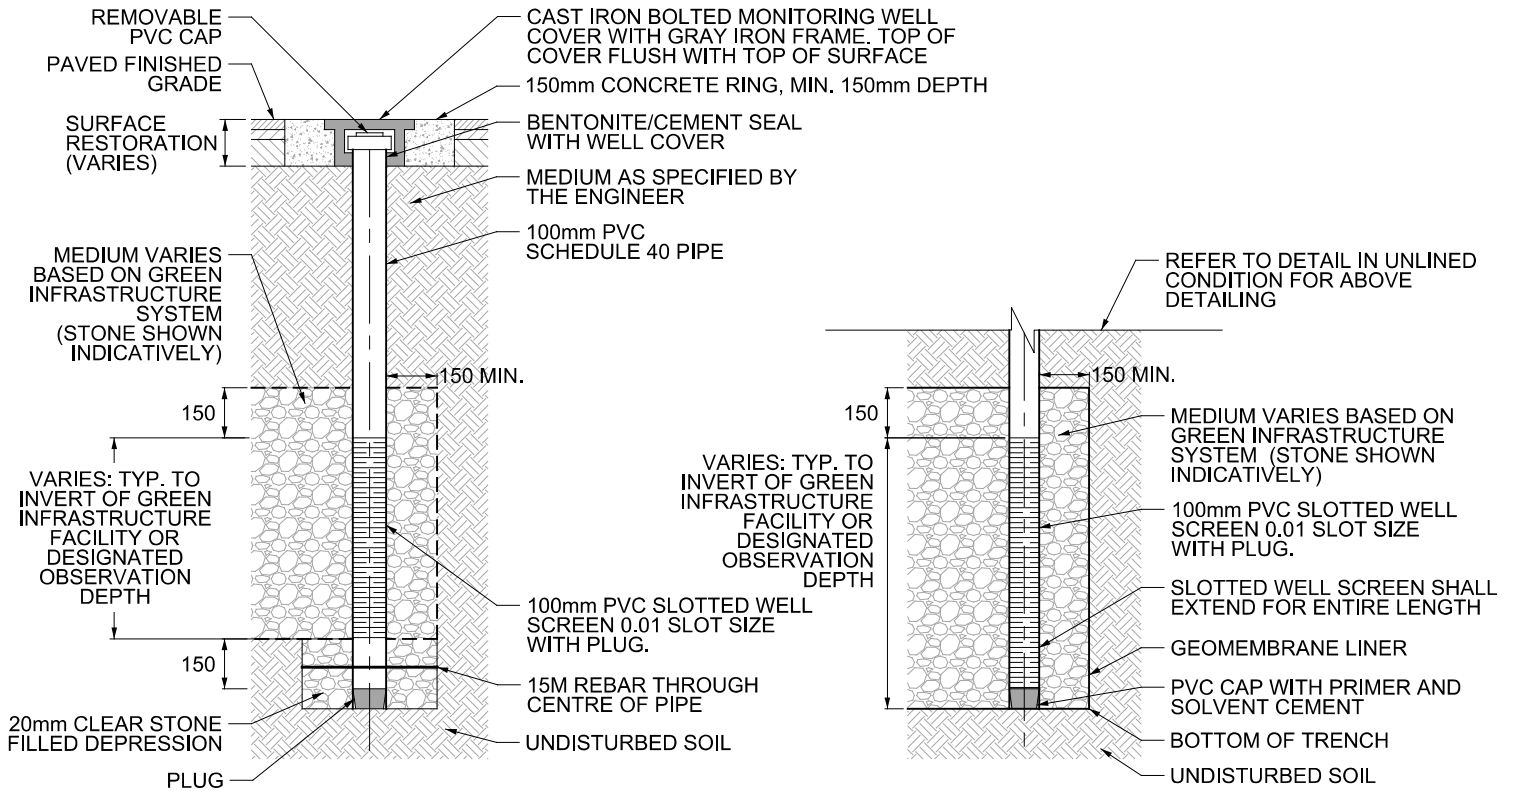 REMOVABLE
PVC CAP
PAVED FINISHED
GRADE
SURFACE
RESTORATION
(VARIES)
MEDIUM VARIES
BASED ON GREEN
INFRASTRUCTURE
SYSTEM
(STONE SHOWN
INDICATIVELY)
150
VARIES: TYP. TO
INVERT OF GREEN
INFRASTRUCTURE
FACILITY OR
DESIGNATED
OBSERVATION
DEPTH
150
20mm CLEAR STONE
FILLED DEPRESSION
PLUG
CAST IRON BOLTED MONITORING WELL
COVER WITH GRAY IRON FRAME. TOP OF
COVER FLUSH WITH TOP OF SURFACE
150mm CONCRETE RING, MIN. 150mm DEPTH
BENTONITE/CEMENT SEAL
WITH WELL COVER
MEDIUM AS SPECIFIED BY
THE ENGINEER
100mm PVC
SCHEDULE 40 PIPE
150 MIN.
100mm PVC SLOTTED WELL
SCREEN 0.01 SLOT SIZE
WITH PLUG.
15M REBAR THROUGH
CENTRE OF PIPE
UNDISTURBED SOIL
150
VARIES: TYP. TO
INVERT OF GREEN
INFRASTRUCTURE
FACILITY OR
DESIGNATED
OBSERVATION
DEPTH
REFER TO DETAIL IN UNLINED
CONDITION FOR ABOVE
DETAILING
150 MIN.
MEDIUM VARIES BASED ON
GREEN INFRASTRUCTURE
SYSTEM (STONE SHOWN
INDICATIVELY)
100mm PVC SLOTTED WELL
SCREEN 0.01 SLOT SIZE
WITH PLUG.
SLOTTED WELL SCREEN SHALL
EXTEND FOR ENTIRE LENGTH
GEOMEMBRANE LINER
PVC CAP WITH PRIMER AND
SOLVENT CEMENT
BOTTOM OF TRENCH
UNDISTURBED SOIL